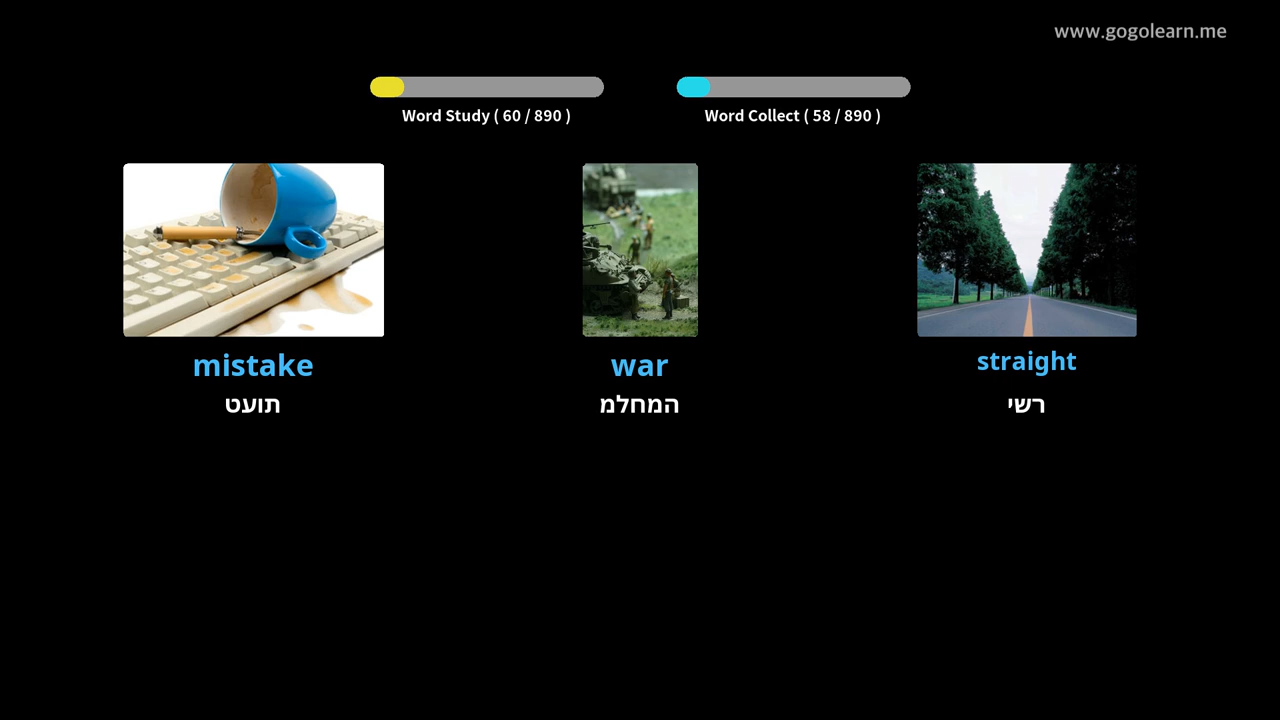 www.gogolearn.me
Word Study ( 60 / 890 )
Word Collect ( 58 / 890 )
mistake
תועט
war
המחלמ
straight
רשי